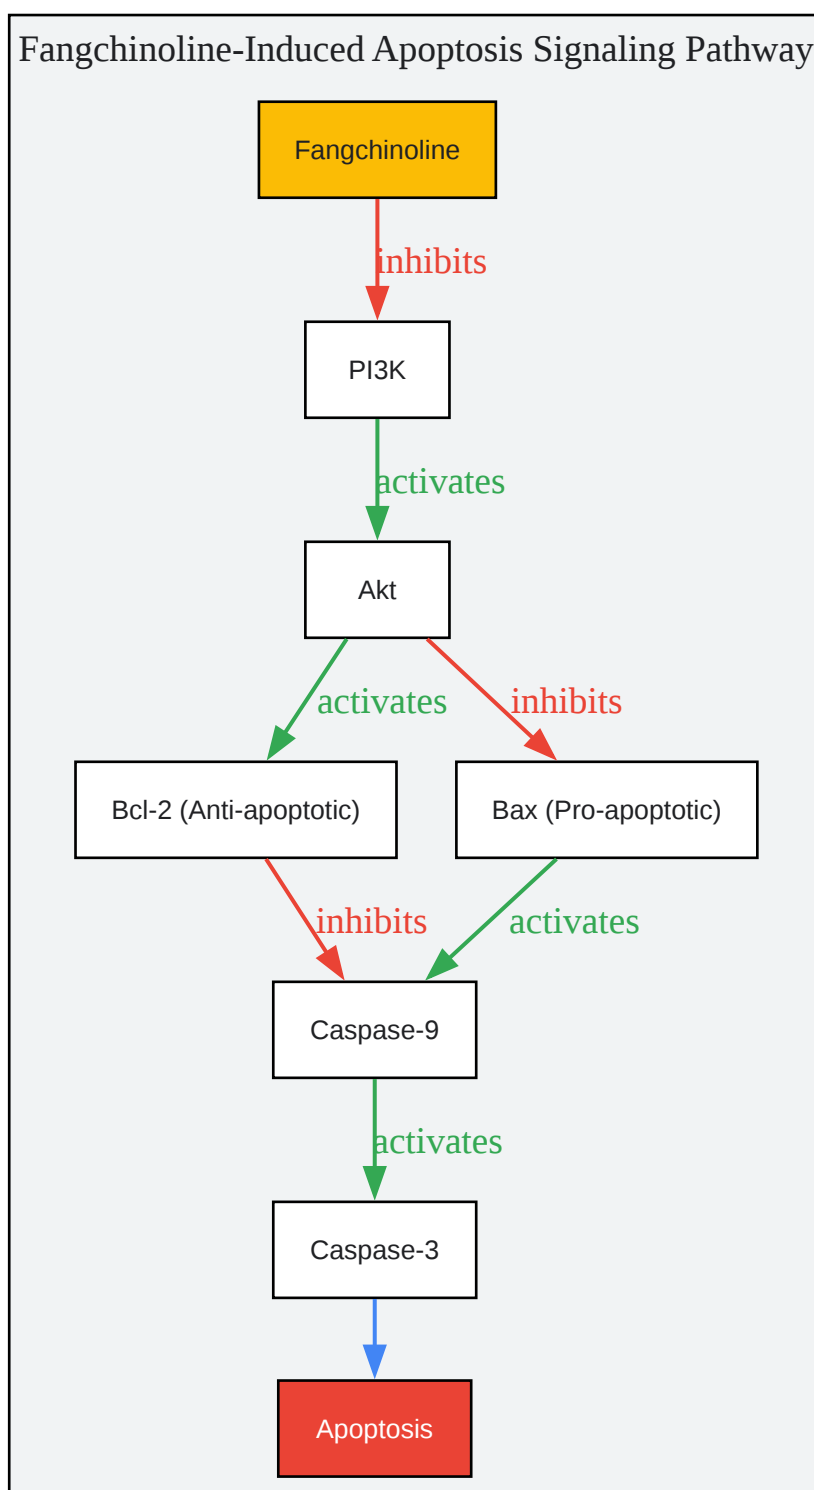 Fangchinoline-Induced Apoptosis Signaling Pathway
Fangchinoline
inhibits
PI3K
activates
Akt
activates
inhibits
Bcl-2 (Anti-apoptotic)
Bax (Pro-apoptotic)
inhibits
activates
Caspase-9
activates
Caspase-3
Apoptosis